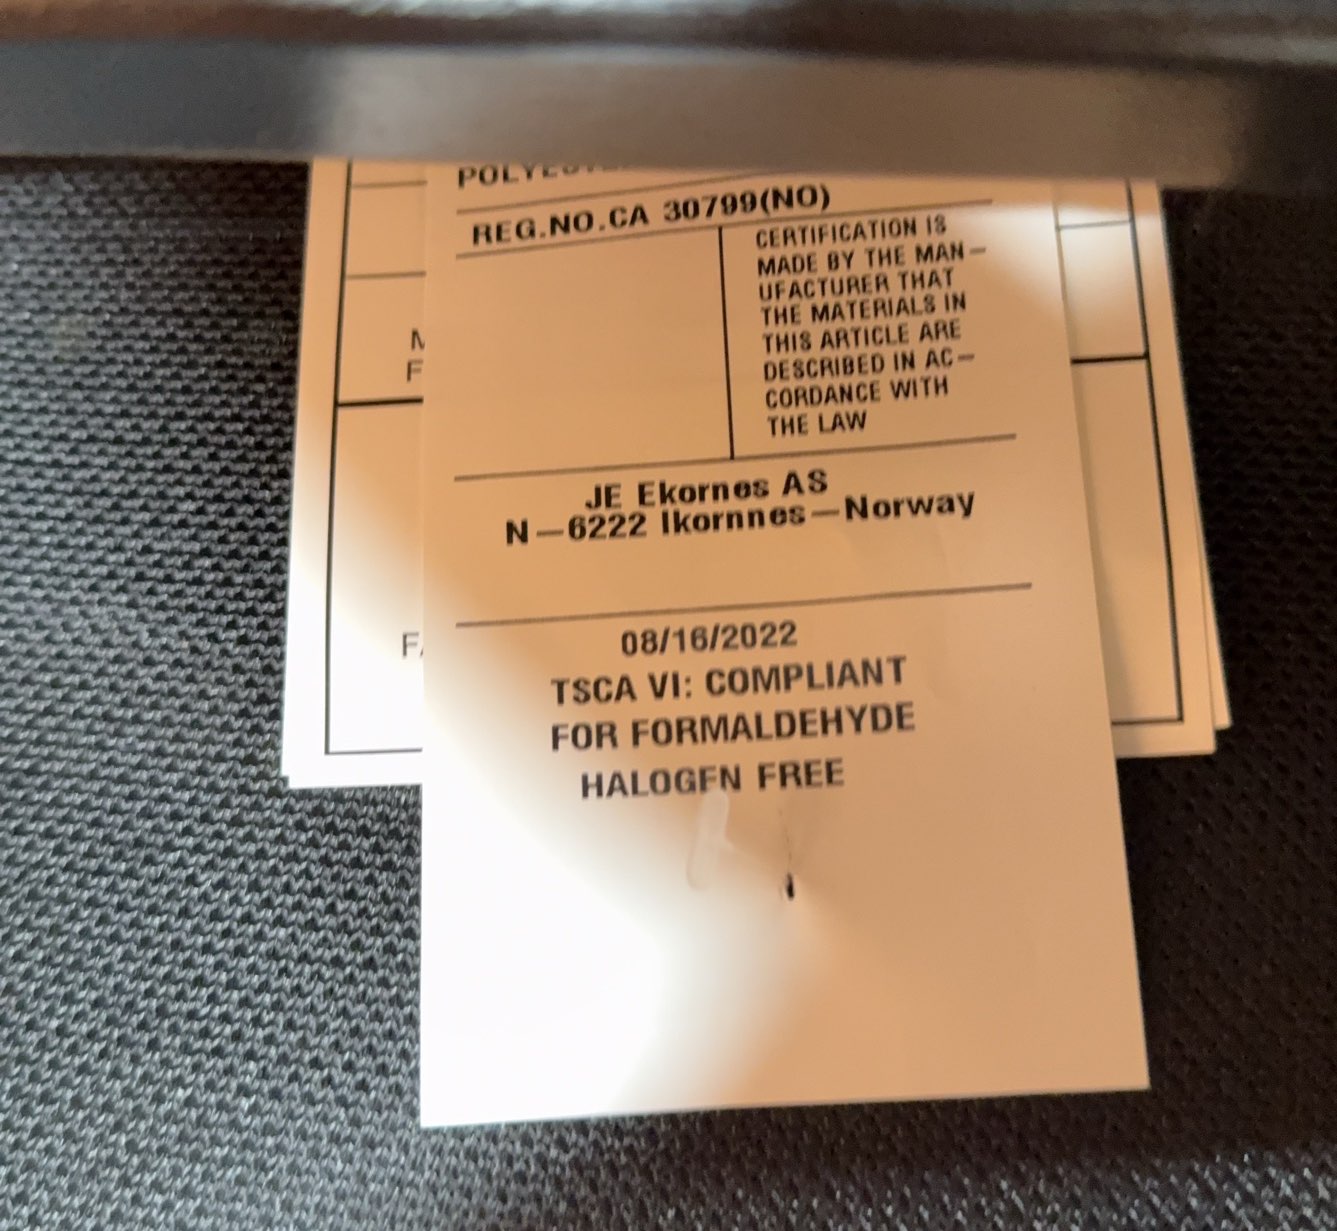 REG.NO.CA 30799(NO)
CERTIFICATION IS
MADE BY THE MAN-
UFACTURER THAT
THE MATERIALS IN
THIS ARTICLE ARE
DESCRIBED IN AC-
CORDANCE WITH
THE LAW
JE Ekornes AS
N-6222 Ikornnes-Norway
08/16/2022
TSCA VI: COMPLIANT
FOR FORMALDEHYDE
HALOGEN FREE